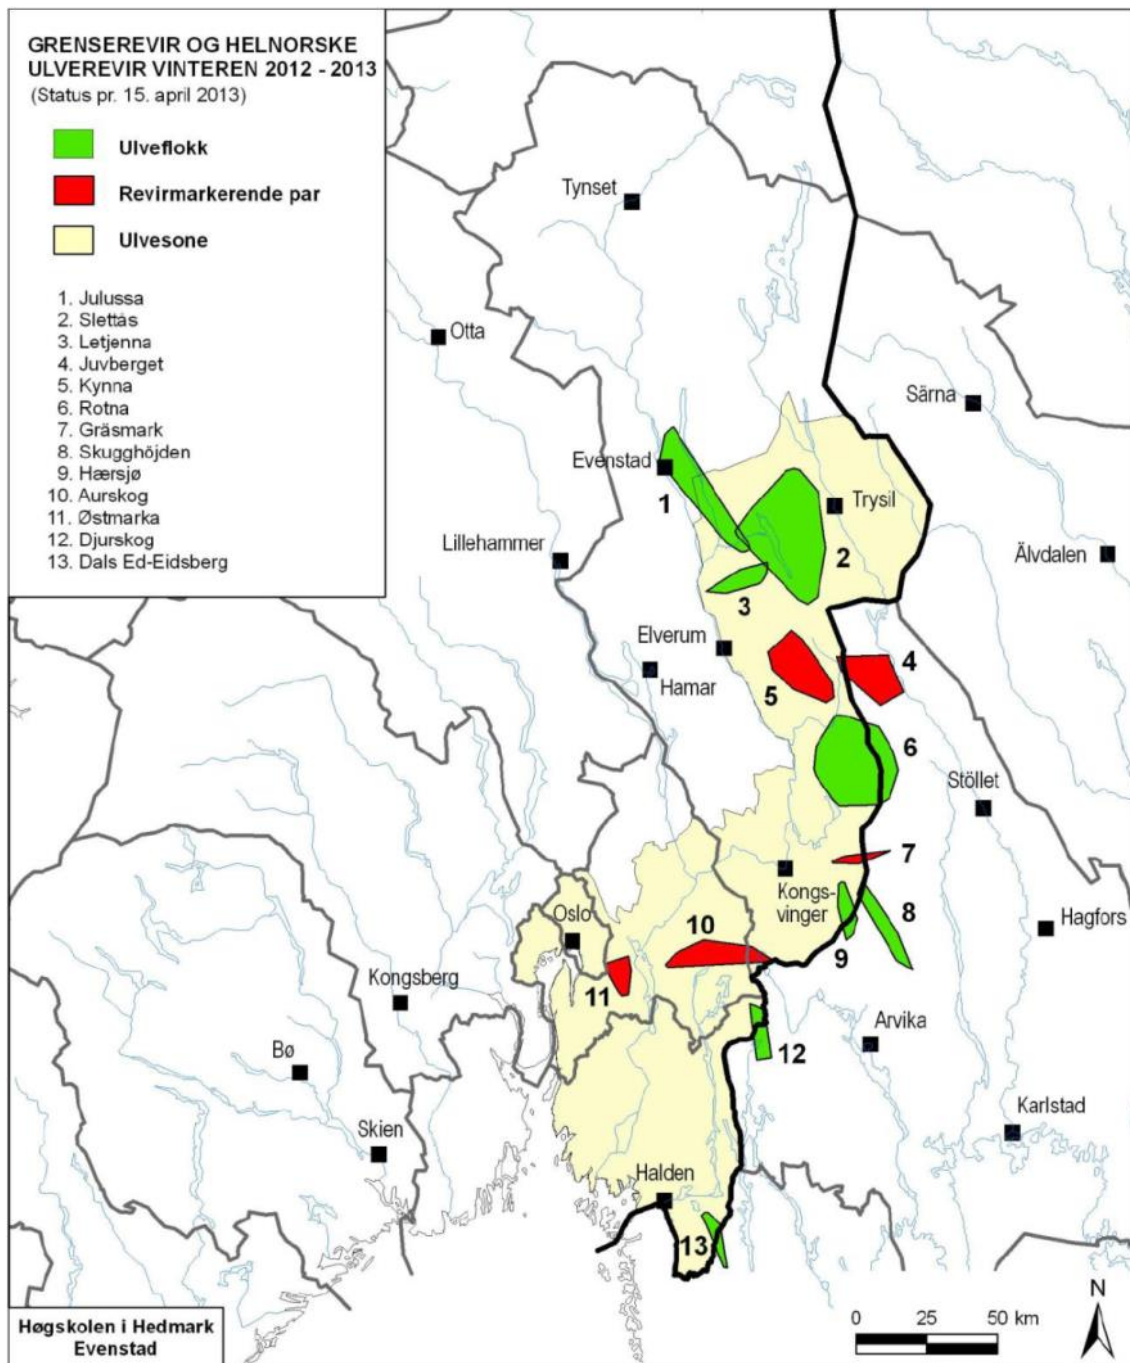 GRENSEREVIR OG HELNORSKE
ULVEREVIR VINTEREN 2012 - 2013
(Status pr. 15. april 2013)
Ulveflokk
Revirmarkerende par
Ulvesone
1. Julussa
2. Slettås
3. Letjenna
4. Juvberget
5. Kynna
6. Rotna
7. Gräsmark
8. Skugghöjden
9. Hærsjø
10. Aurskog
11. Østmarka
12. Djurskog
13. Dals Ed-Eidsberg
Tynset
Otta
Särna
Evenstad
1
Trysil
Lillehammer
2
Älvdalen
3
Elverum
4
5
Hamar
6
Stöllet
7
Kongs-
vinger
8
Oslo
10
Hagfors
9
Kongsberg
11
Arvika
Bø
12
Karlstad
Skien
Halden
13
N
0 25 50 km
Høgskolen i Hedmark
Evenstad